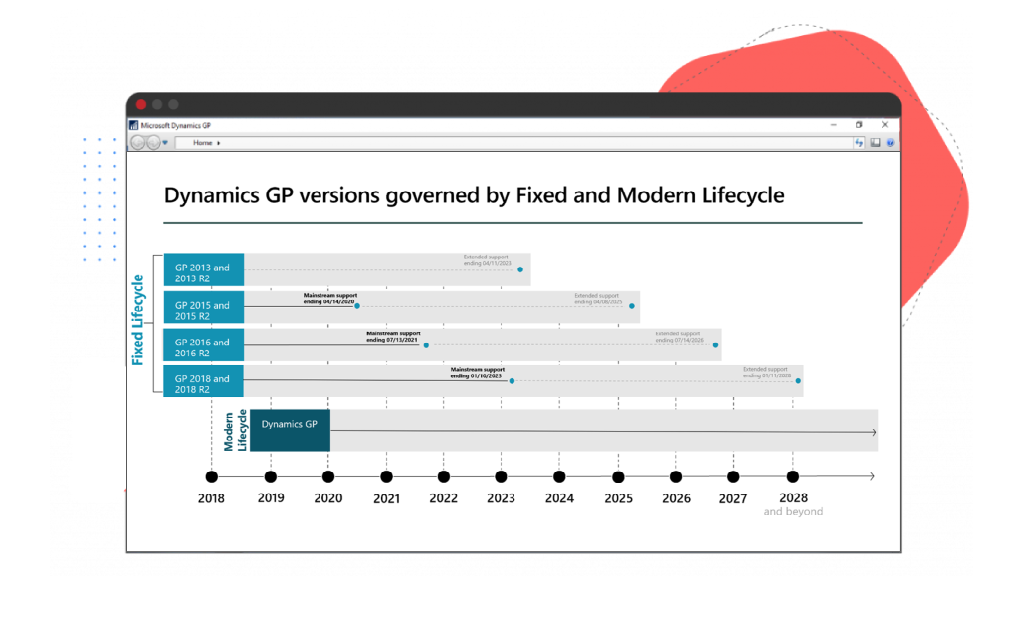 Microsoft Dynamics GP
Home
Dynamics GP versions governed by Fixed and Modern Lifecycle
Fixed Lifecycle
GP 2013 and
2013 R2
Extended support
ending 04/11/2023
GP 2015 and
2015 R2
Mainstream support
ending 04/14/2020
Extended support
ending 04/08/2025
GP 2016 and
2016 R2
Mainstream support
ending 07/13/2021
Extended support
ending 07/14/2026
GP 2018 and
2018 R2
Mainstream support
ending 01/10/2023
Extended support
ending 01/11/2028
Modern
Lifecycle
Dynamics GP
2018 2019 2020 2021 2022 2023 2024 2025 2026 2027 2028
and beyond